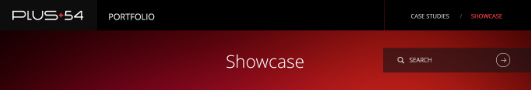 PLUS+54 PORTFOLIO CASE STUDIES / SHOWCASE
Showcase
SEARCH